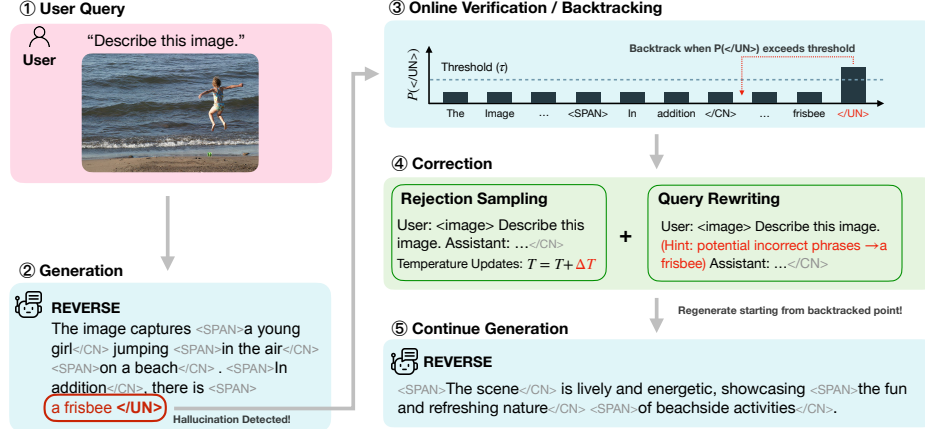 ① User Query
User
“Describe this image.”
② Generation
REVERSE
The image captures <SPAN>a young
girl</CN> jumping <SPAN>in the air</CN>
<SPAN>on a beach</CN> . <SPAN>In
addition</CN>, there is <SPAN>
a frisbee </UN>
Hallucination Detected!
③ Online Verification / Backtracking
Backtrack when P(</UN>) exceeds threshold
Threshold (τ)
P(</UN>)
The Image ... <SPAN> In addition </CN> ... frisbee </UN>
④ Correction
Rejection Sampling
User: <image> Describe this
image. Assistant: ...</CN>
Temperature Updates: T = T+ ΔT
+
Query Rewriting
User: <image> Describe this image.
(Hint: potential incorrect phrases →a
frisbee) Assistant: ...</CN>
Regenerate starting from backtracked point!
⑤ Continue Generation
REVERSE
<SPAN>The scene</CN> is lively and energetic, showcasing <SPAN>the fun
and refreshing nature</CN> <SPAN>of beachside activities</CN>.